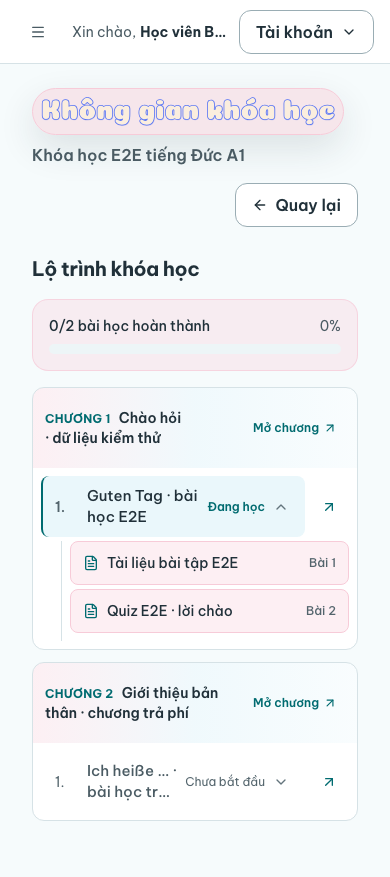 Xin chào, Học viên B...
Tài khoản
Không gian khóa học
Khóa học E2E tiếng Đức A1
Quay lại
Lộ trình khóa học
0/2 bài học hoàn thành 0%
CHƯƠNG 1 Chào hỏi
· dữ liệu kiểm thử
Mở chương
1. Guten Tag · bài
học E2E
Đang học
Tài liệu bài tập E2E Bài 1
Quiz E2E · lời chào Bài 2
CHƯƠNG 2 Giới thiệu bản
thân · chương trả phí
Mở chương
1. Ich heiße ... ·
bài học tr...
Chưa bắt đầu